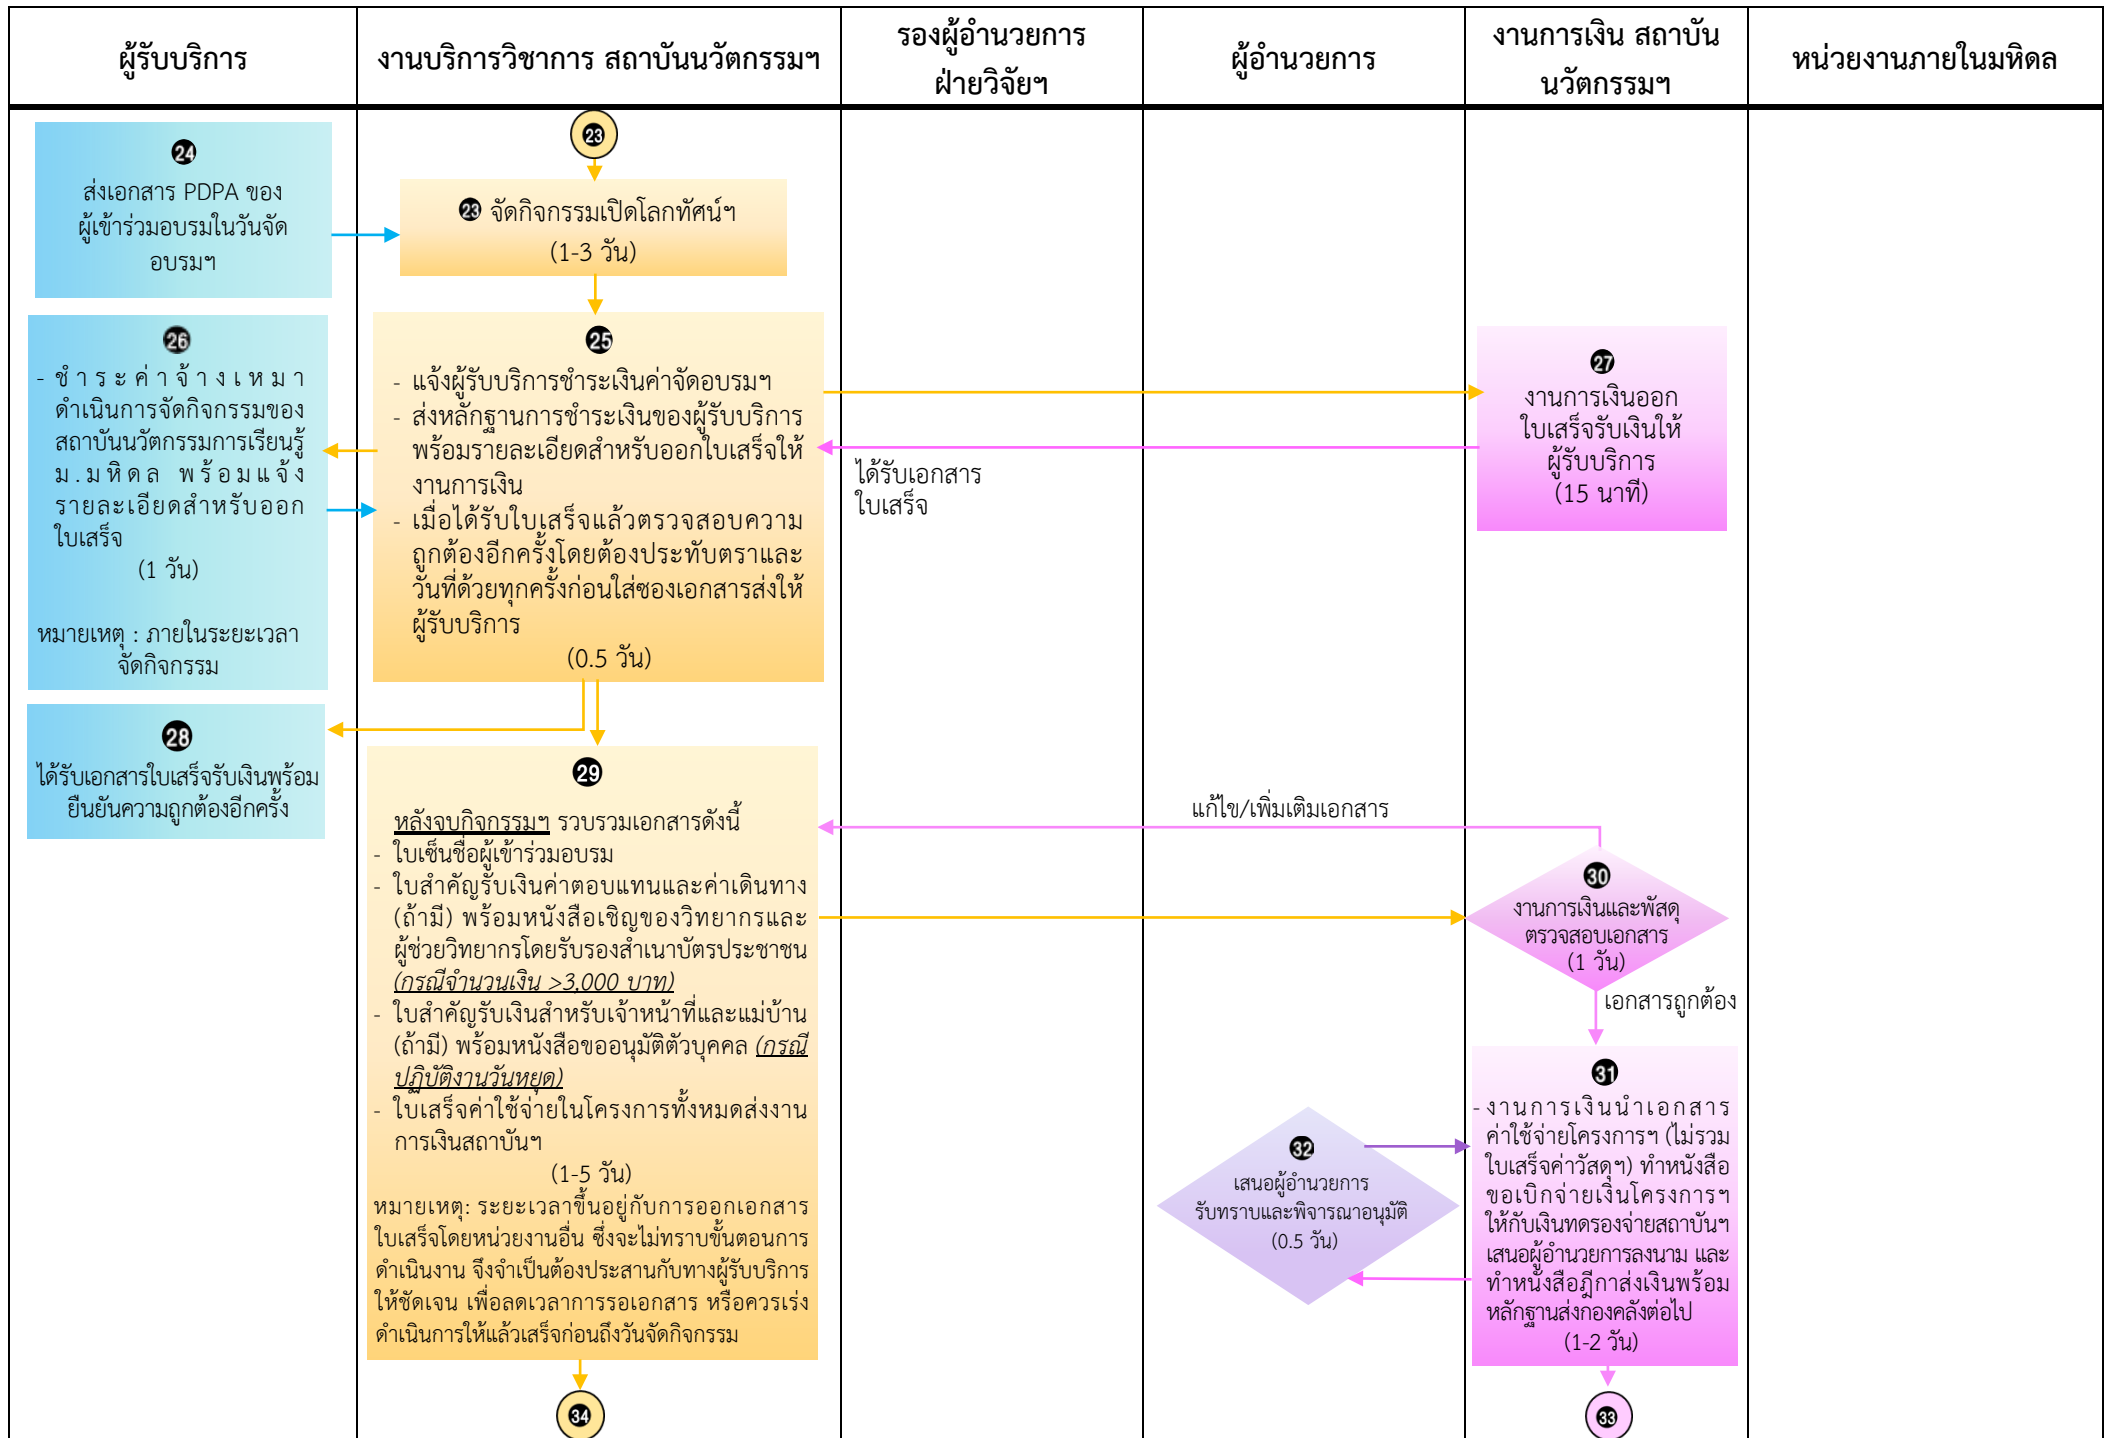 ผู้รับบริการ
งานบริการวิชาการ สถาบันนวัตกรรมฯ
รองผู้อำนวยการ
ฝ่ายวิจัยฯ
ผู้อำนวยการ
งานการเงิน สถาบัน
นวัตกรรมฯ
หน่วยงานภายในมหิดล
23
24
ส่งเอกสาร PDPA ของ
ผู้เข้าร่วมอบรมในวันจัด
อบรมฯ
23 จัดกิจกรรมเปิดโลกทัศน์ฯ
(1-3 วัน)
26
- ชำระค่าจ้างเหมา
ดำเนินการจัดกิจกรรมของ
สถาบันนวัตกรรมการเรียนรู้
ม.มหิดล พร้อมแจ้ง
รายละเอียดสำหรับออก
ใบเสร็จ
(1 วัน)
หมายเหตุ : ภายในระยะเวลา
จัดกิจกรรม
25
- แจ้งผู้รับบริการชำระเงินค่าจัดอบรมฯ
- ส่งหลักฐานการชำระเงินของผู้รับบริการ
พร้อมรายละเอียดสำหรับออกใบเสร็จให้
งานการเงิน
- เมื่อได้รับใบเสร็จแล้วตรวจสอบความ
ถูกต้องอีกครั้งโดยต้องประทับตราและ
วันที่ด้วยทุกครั้งก่อนใส่ซองเอกสารส่งให้
ผู้รับบริการ
(0.5 วัน)
ได้รับเอกสาร
ใบเสร็จ
27
งานการเงินออก
ใบเสร็จรับเงินให้
ผู้รับบริการ
(15 นาที)
28
ได้รับเอกสารใบเสร็จรับเงินพร้อม
ยืนยันความถูกต้องอีกครั้ง
29
หลังจบกิจกรรมฯ รวบรวมเอกสารดังนี้
- ใบเซ็นชื่อผู้เข้าร่วมอบรม
- ใบสำคัญรับเงินค่าตอบแทนและค่าเดินทาง
(ถ้ามี) พร้อมหนังสือเชิญของวิทยากรและ
ผู้ช่วยวิทยากรโดยรับรองสำเนาบัตรประชาชน
(กรณีจำนวนเงิน >3,000 บาท)
- ใบสำคัญรับเงินสำหรับเจ้าหน้าที่และแม่บ้าน
(ถ้ามี) พร้อมหนังสือขออนุมัติตัวบุคคล (กรณี
ปฏิบัติงานวันหยุด)
- ใบเสร็จค่าใช้จ่ายในโครงการทั้งหมดส่งงาน
การเงินสถาบันฯ
(1-5 วัน)
หมายเหตุ: ระยะเวลาขึ้นอยู่กับการออกเอกสาร
ใบเสร็จโดยหน่วยงานอื่น ซึ่งจะไม่ทราบขั้นตอนการ
ดำเนินงาน จึงจำเป็นต้องประสานกับทางผู้รับบริการ
ให้ชัดเจน เพื่อลดเวลาการรอเอกสาร หรือควรเร่ง
ดำเนินการให้แล้วเสร็จก่อนถึงวันจัดกิจกรรม
แก้ไข/เพิ่มเติมเอกสาร
30
งานการเงินและพัสดุ
ตรวจสอบเอกสาร
(1 วัน)
เอกสารถูกต้อง
31
- งานการเงินนำเอกสาร
ค่าใช้จ่ายโครงการฯ (ไม่รวม
ใบเสร็จค่าวัสดุฯ) ทำหนังสือ
ขอเบิกจ่ายเงินโครงการฯ
ให้กับเงินทดรองจ่ายสถาบันฯ
เสนอผู้อำนวยการลงนาม และ
ทำหนังสือฎีกาส่งเงินพร้อม
หลักฐานส่งกองคลังต่อไป
(1-2 วัน)
32
เสนอผู้อำนวยการ
รับทราบและพิจารณาอนุมัติ
(0.5 วัน)
34
33